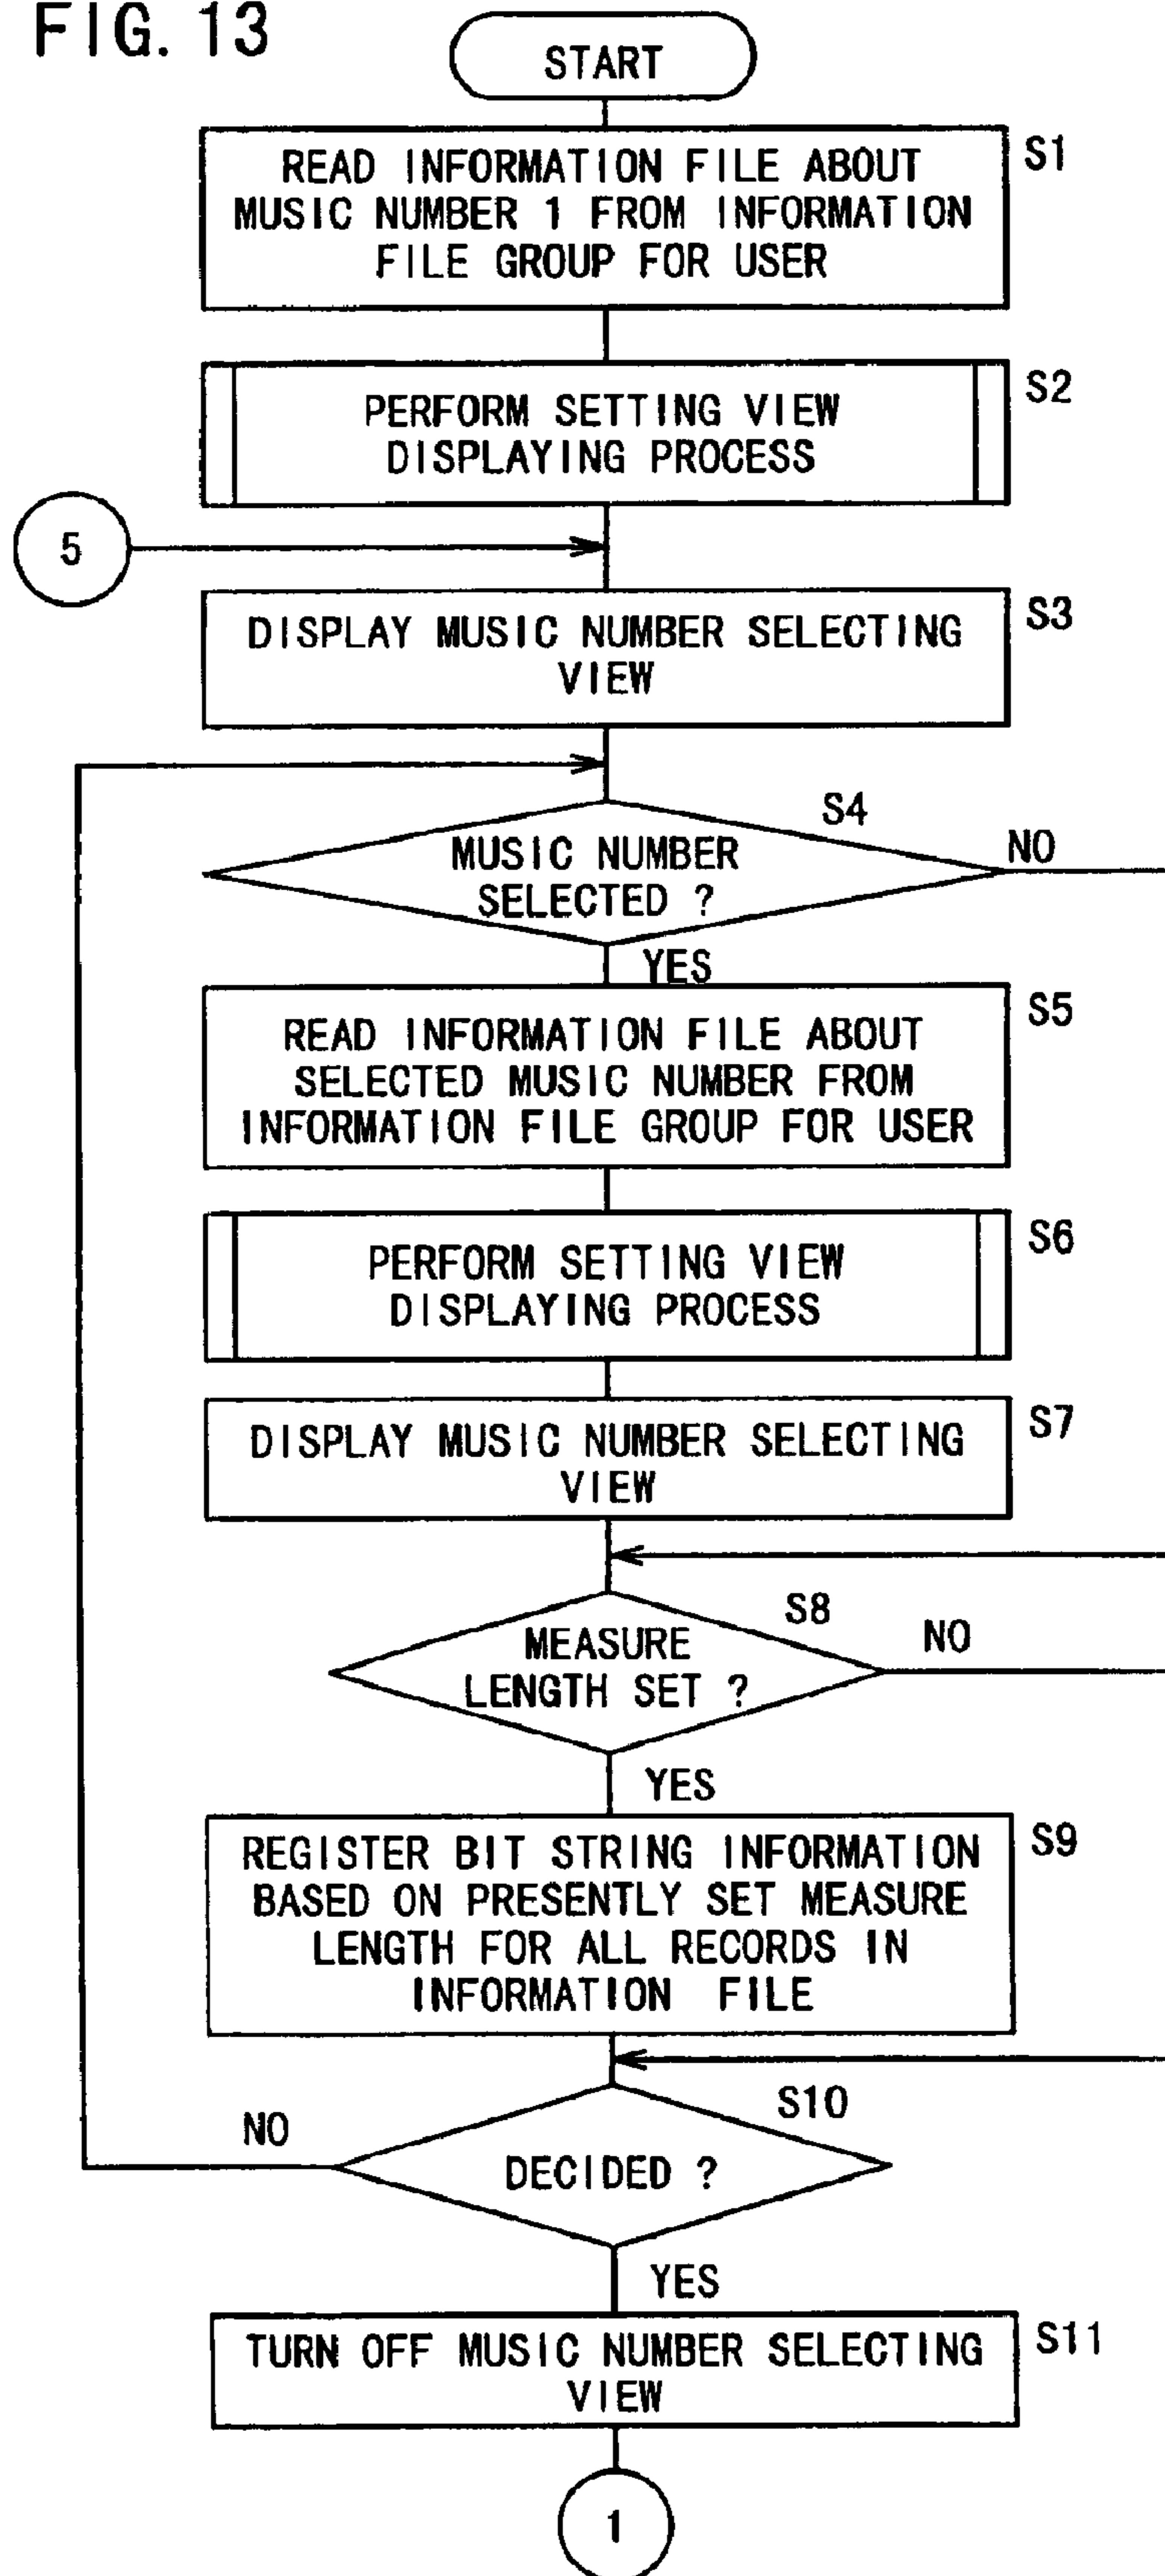 FIG. 13
START
READ INFORMATION FILE ABOUT
MUSIC NUMBER 1 FROM INFORMATION
FILE GROUP FOR USER
S1
PERFORM SETTING VIEW
DISPLAYING PROCESS
S2
5
DISPLAY MUSIC NUMBER SELECTING
VIEW
S3
S4
MUSIC NUMBER
SELECTED ?
NO
YES
READ INFORMATION FILE ABOUT
SELECTED MUSIC NUMBER FROM
INFORMATION FILE GROUP FOR USER
S5
PERFORM SETTING VIEW
DISPLAYING PROCESS
S6
DISPLAY MUSIC NUMBER SELECTING
VIEW
S7
S8
MEASURE
LENGTH SET ?
NO
YES
REGISTER BIT STRING INFORMATION
BASED ON PRESENTLY SET MEASURE
LENGTH FOR ALL RECORDS IN
INFORMATION FILE
S9
S10
NO
DECIDED ?
YES
TURN OFF MUSIC NUMBER SELECTING
VIEW
S11
1